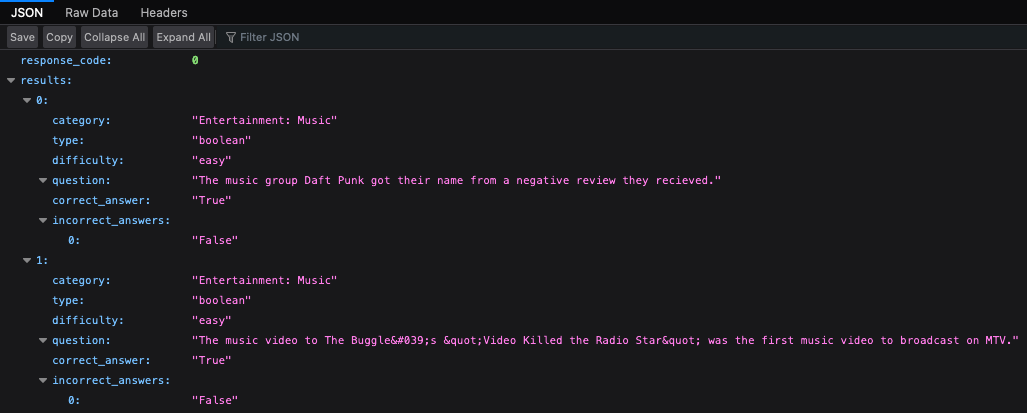 JSON Raw Data Headers
Save Copy Collapse All Expand All Filter JSON
response_code: 0
results:
0:
category: "Entertainment: Music"
type: "boolean"
difficulty: "easy"
question: "The music group Daft Punk got their name from a negative review they recieved."
correct_answer: "True"
incorrect_answers:
0: "False"
1:
category: "Entertainment: Music"
type: "boolean"
difficulty: "easy"
question: "The music video to The Buggle&#039;s &quot;Video Killed the Radio Star&quot; was the first music video to broadcast on MTV."
correct_answer: "True"
incorrect_answers:
0: "False"